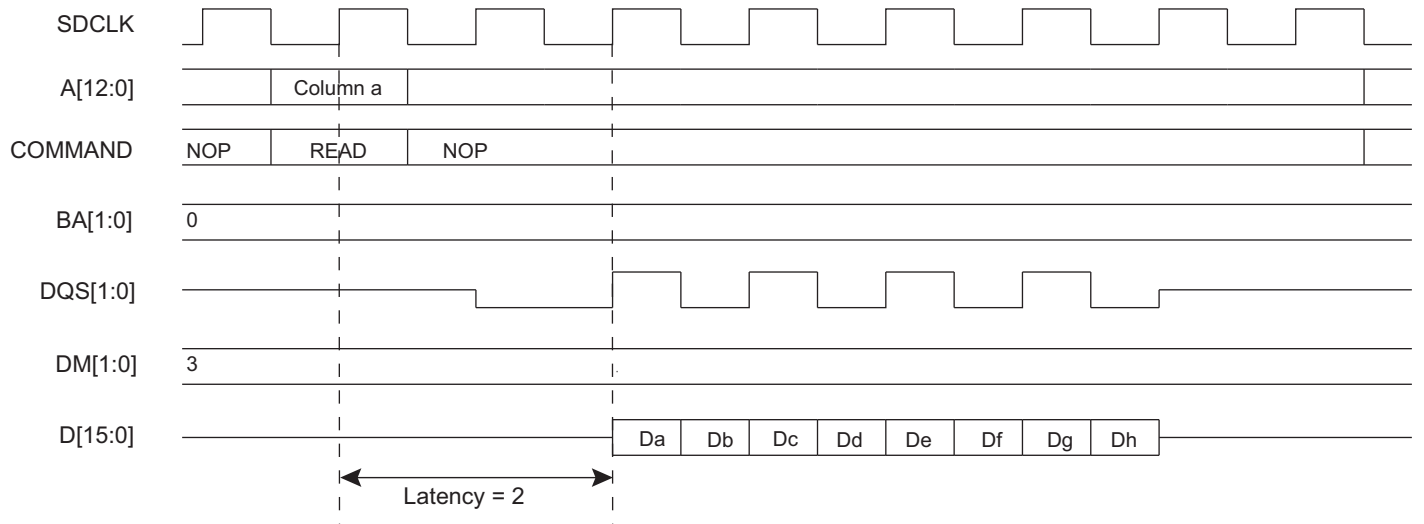 SDCLK
A[12:0] Column a
COMMAND NOP READ NOP
BA[1:0] 0
DQS[1:0]
DM[1:0] 3
D[15:0] Da Db Dc Dd De Df Dg Dh
Latency = 2